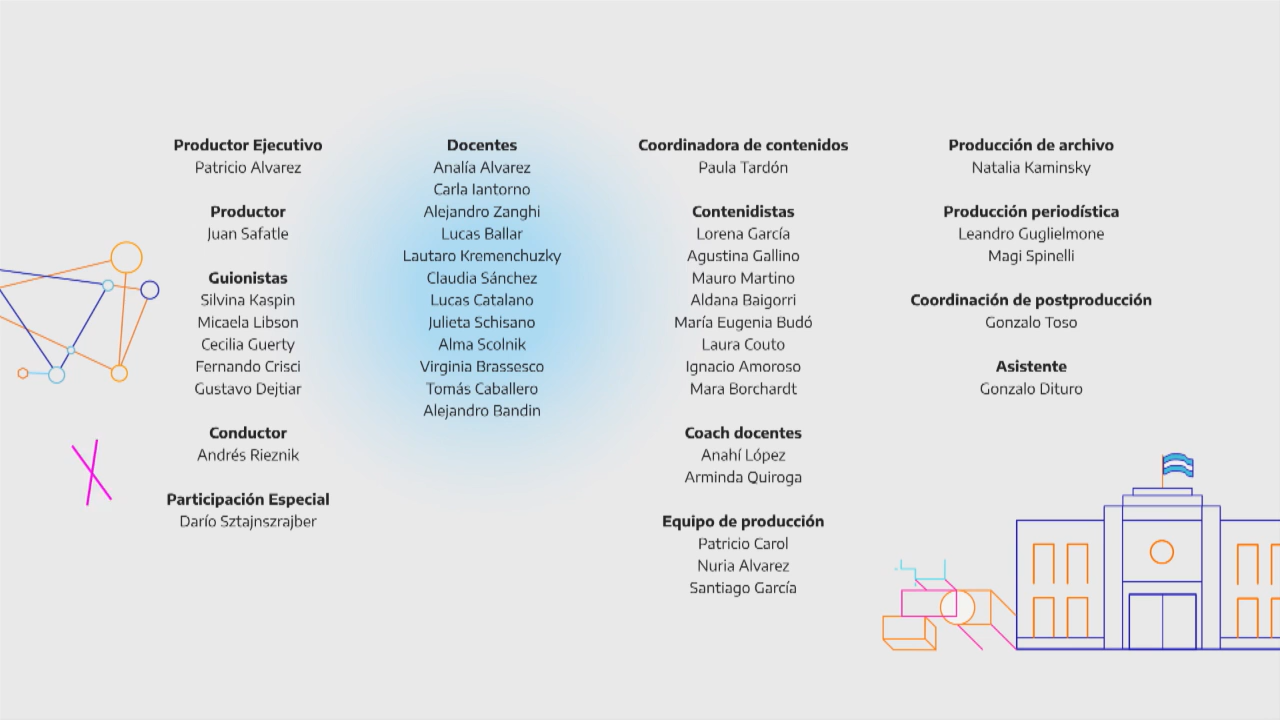 Productor Ejecutivo
Patricio Alvarez
Productor
Juan Safatle
Guionistas
Silvina Kaspin
Micaela Libson
Cecilia Guerty
Fernando Crisci
Gustavo Dejtiar
Conductor
Andrés Rieznik
Participación Especial
Darío Sztajnszrajber
Docentes
Analía Alvarez
Carla Iantorno
Alejandro Zanghi
Lucas Ballar
Lautaro Kremenchuzky
Claudia Sánchez
Lucas Catalano
Julieta Schisano
Alma Scolnik
Virginia Brassesco
Tomás Caballero
Alejandro Bandin
Coordinadora de contenidos
Paula Tardón
Contenidistas
Lorena García
Agustina Gallino
Mauro Martino
Aldana Baigorri
María Eugenia Budó
Laura Couto
Ignacio Amoroso
Mara Borchardt
Coach docentes
Anahí López
Arminda Quiroga
Equipo de producción
Patricio Carol
Nuria Alvarez
Santiago García
Producción de archivo
Natalia Kaminsky
Producción periodística
Leandro Guglielmone
Magi Spinelli
Coordinación de postproducción
Gonzalo Toso
Asistente
Gonzalo Dituro